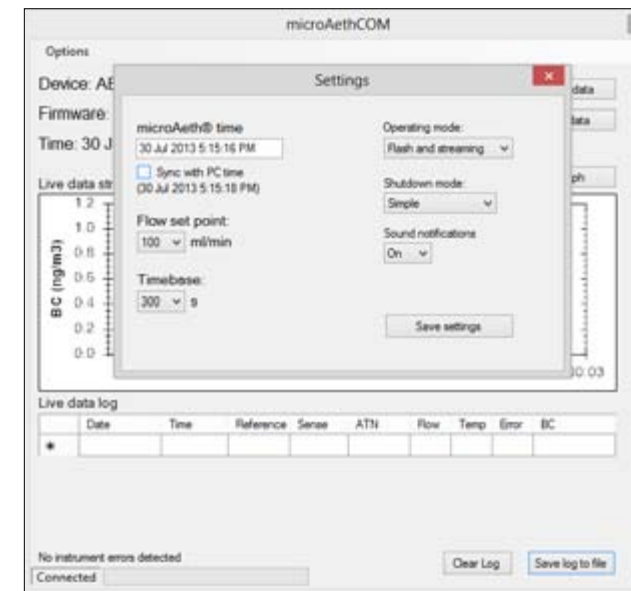 microAethCOM
Options
Device: AE
Firmware:
Time: 30 J
data
data
ph
Settings
microAeth® time
30 Jul 2013 5:15:16 PM
Sync with PC time
(30 Jul 2013 5:15:18 PM)
Flow set point:
100 ml/min
Timebase:
300 s
Operating mode:
Flash and streaming
Shutdown mode:
Simple
Sound notifications
On
Save settings
Live data str
BC (ng/m3)
1.2
1.0
0.8
0.6
0.4
0.2
0.0
00:03
Live data log
Date Time Reference Sense ATN Flow Temp Error BC
*
No instrument errors detected
Clear Log Save log to file
Connected